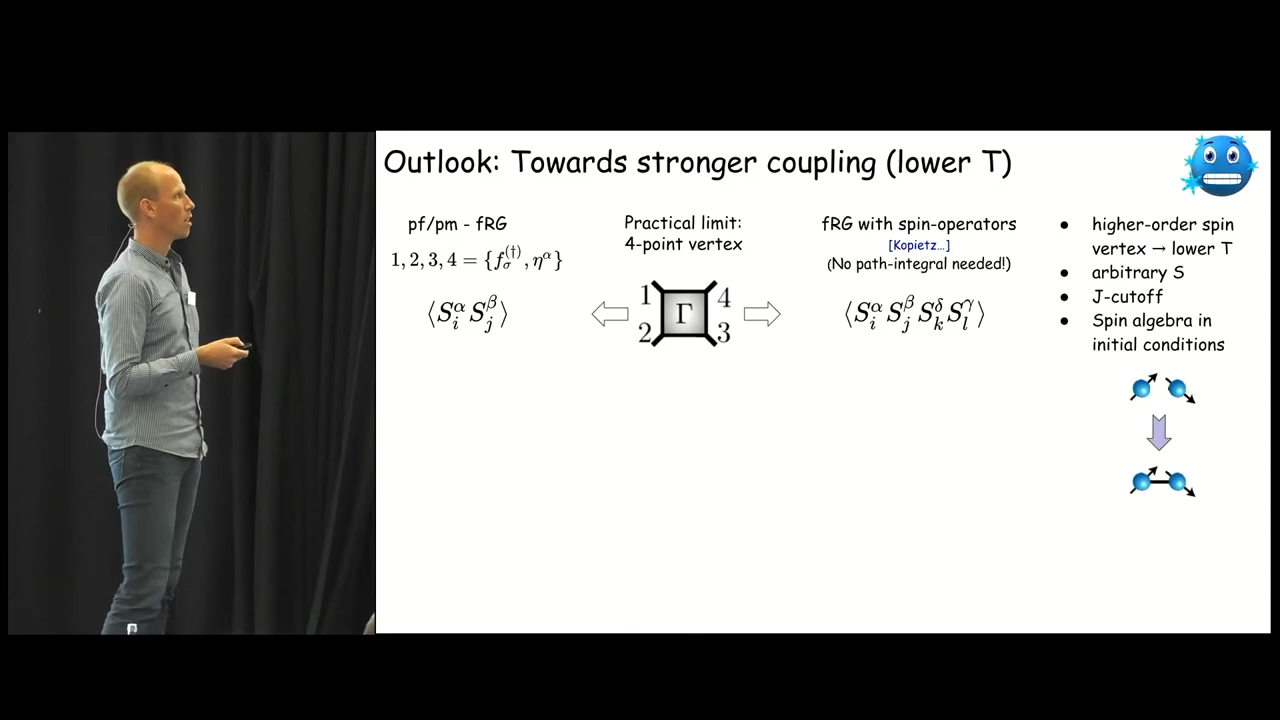 Outlook: Towards stronger coupling (lower T)
pf/pm - fRG
1, 2, 3, 4 = {f_σ^(†), η^α}
⟨S_i^α S_j^β⟩
Practical limit:
4-point vertex
1 4
Γ
2 3
fRG with spin-operators
[Kopietz...]
(No path-integral needed!)
⟨S_i^α S_j^β S_k^δ S_l^γ⟩
● higher-order spin
vertex → lower T
● arbitrary S
● J-cutoff
● Spin algebra in
initial conditions